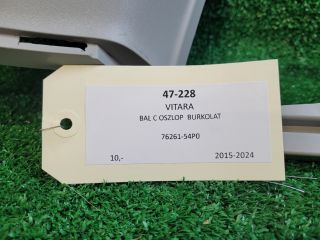 47-228
VITARA
BAL C OSZLOP BURKOLAT
76261-54P0
10,- 2015-2024